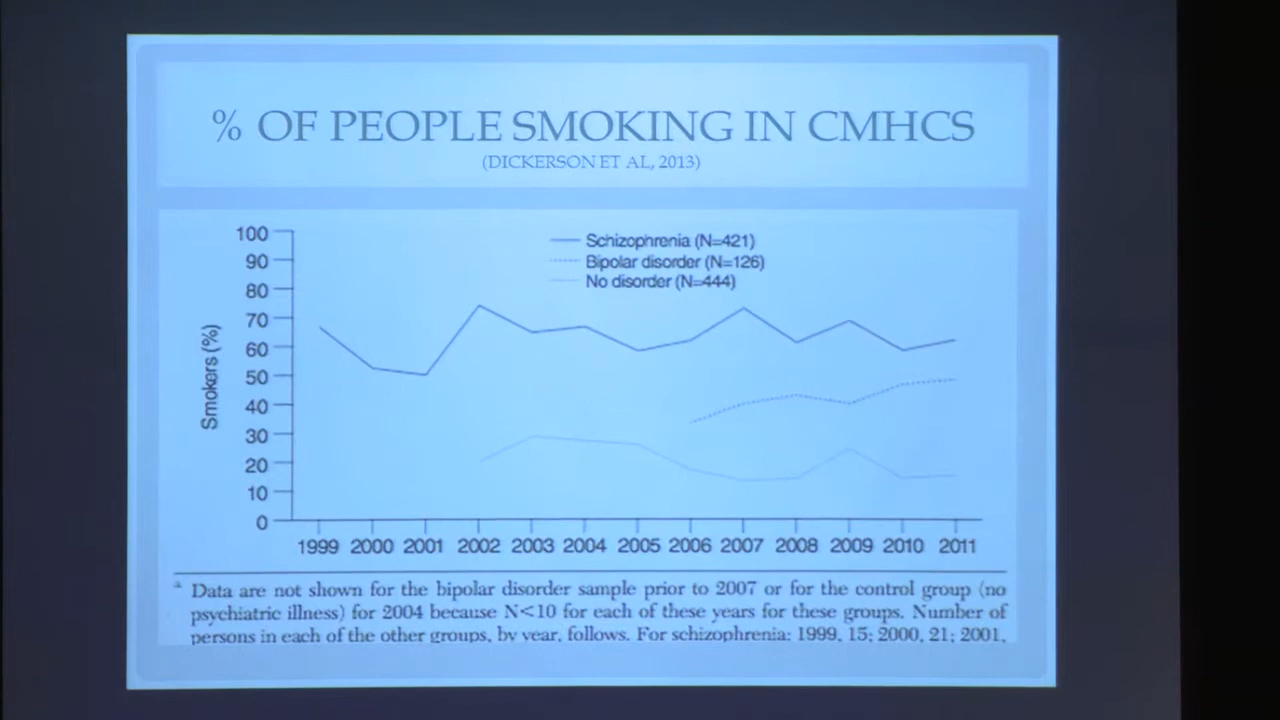 % OF PEOPLE SMOKING IN CMHCS
(DICKERSON ET AL, 2013)
Schizophrenia (N=421)
Bipolar disorder (N=126)
No disorder (N=444)
Smokers (%)
100
90
80
70
60
50
40
30
20
10
0
1999 2000 2001 2002 2003 2004 2005 2006 2007 2008 2009 2010 2011
a Data are not shown for the bipolar disorder sample prior to 2007 or for the control group (no
psychiatric illness) for 2004 because N<10 for each of these years for these groups. Number of
persons in each of the other groups, by year, follows. For schizophrenia: 1999, 15; 2000, 21; 2001,